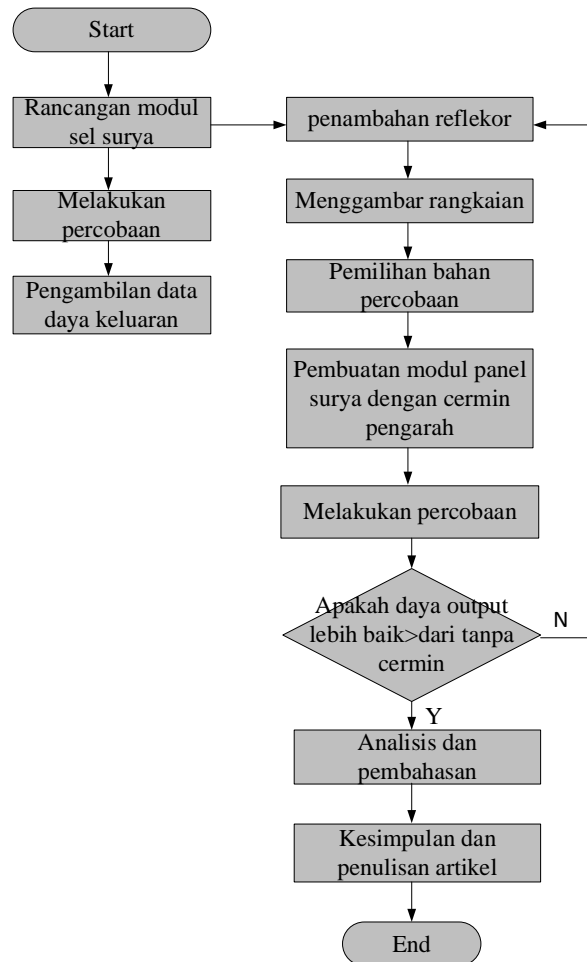 Start
Rancangan modul
sel surya
Melakukan
percobaan
Pengambilan data
daya keluaran
penambahan reflekor
Menggambar rangkaian
Pemilihan bahan
percobaan
Pembuatan modul panel
surya dengan cermin
pengarah
Melakukan percobaan
Apakah daya output
lebih baik>dari tanpa
cermin
N
Y
Analisis dan
pembahasan
Kesimpulan dan
penulisan artikel
End